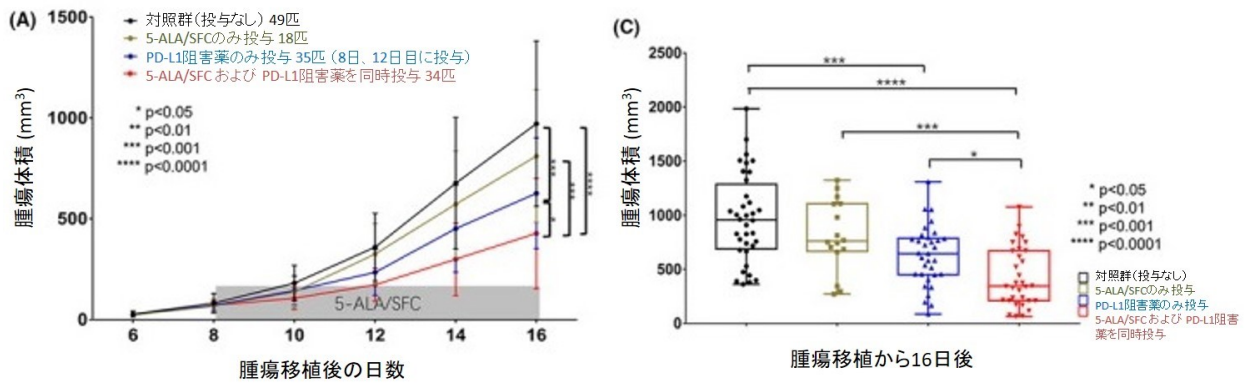 (A)
1500
1000
500
0
腫瘍体積 (mm³)
対照群(投与なし) 49匹
5-ALA/SFCのみ投与 18匹
PD-L1阻害薬のみ投与 35匹 (8日、12日目に投与)
5-ALA/SFC および PD-L1阻害薬を同時投与 34匹
* p<0.05
** p<0.01
*** p<0.001
**** p<0.0001
***
*
***
****
5-ALA/SFC
6 8 10 12 14 16
腫瘍移植後の日数
(C)
2500
2000
1500
1000
500
0
腫瘍体積 (mm³)
***
****
***
*
* p<0.05
** p<0.01
*** p<0.001
**** p<0.0001
対照群(投与なし)
5-ALA/SFCのみ投与
PD-L1阻害薬のみ投与
5-ALA/SFCおよび PD-L1阻害
薬を同時投与
腫瘍移植から16日後